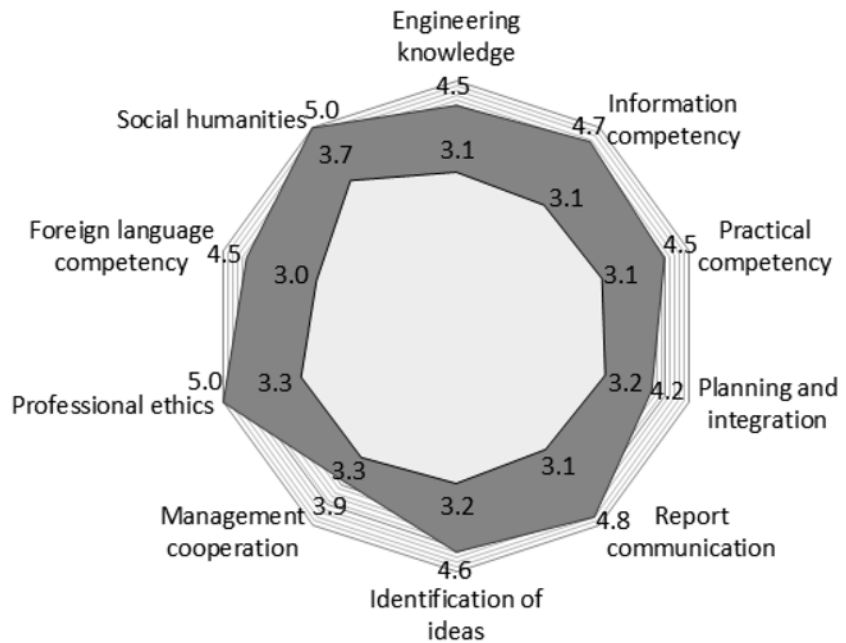 Engineering
knowledge
4.5
3.1
Information
competency
4.7
3.1
Practical
competency
4.5
3.1
Planning and
integration
4.2
3.2
Report
communication
4.8
3.1
Identification of
ideas
4.6
3.2
Management
cooperation
3.9
3.3
Professional ethics
5.0
3.3
Foreign language
competency
4.5
3.0
Social humanities
5.0
3.7